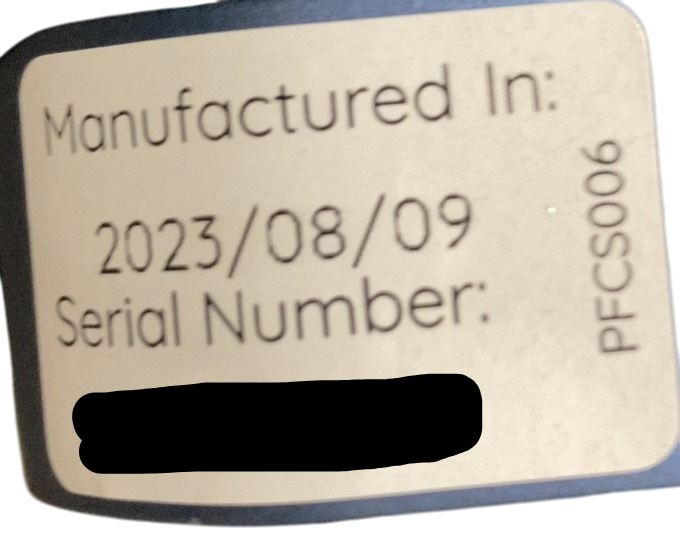 Manufactured In:
2023/08/09
Serial Number:
PFCS006